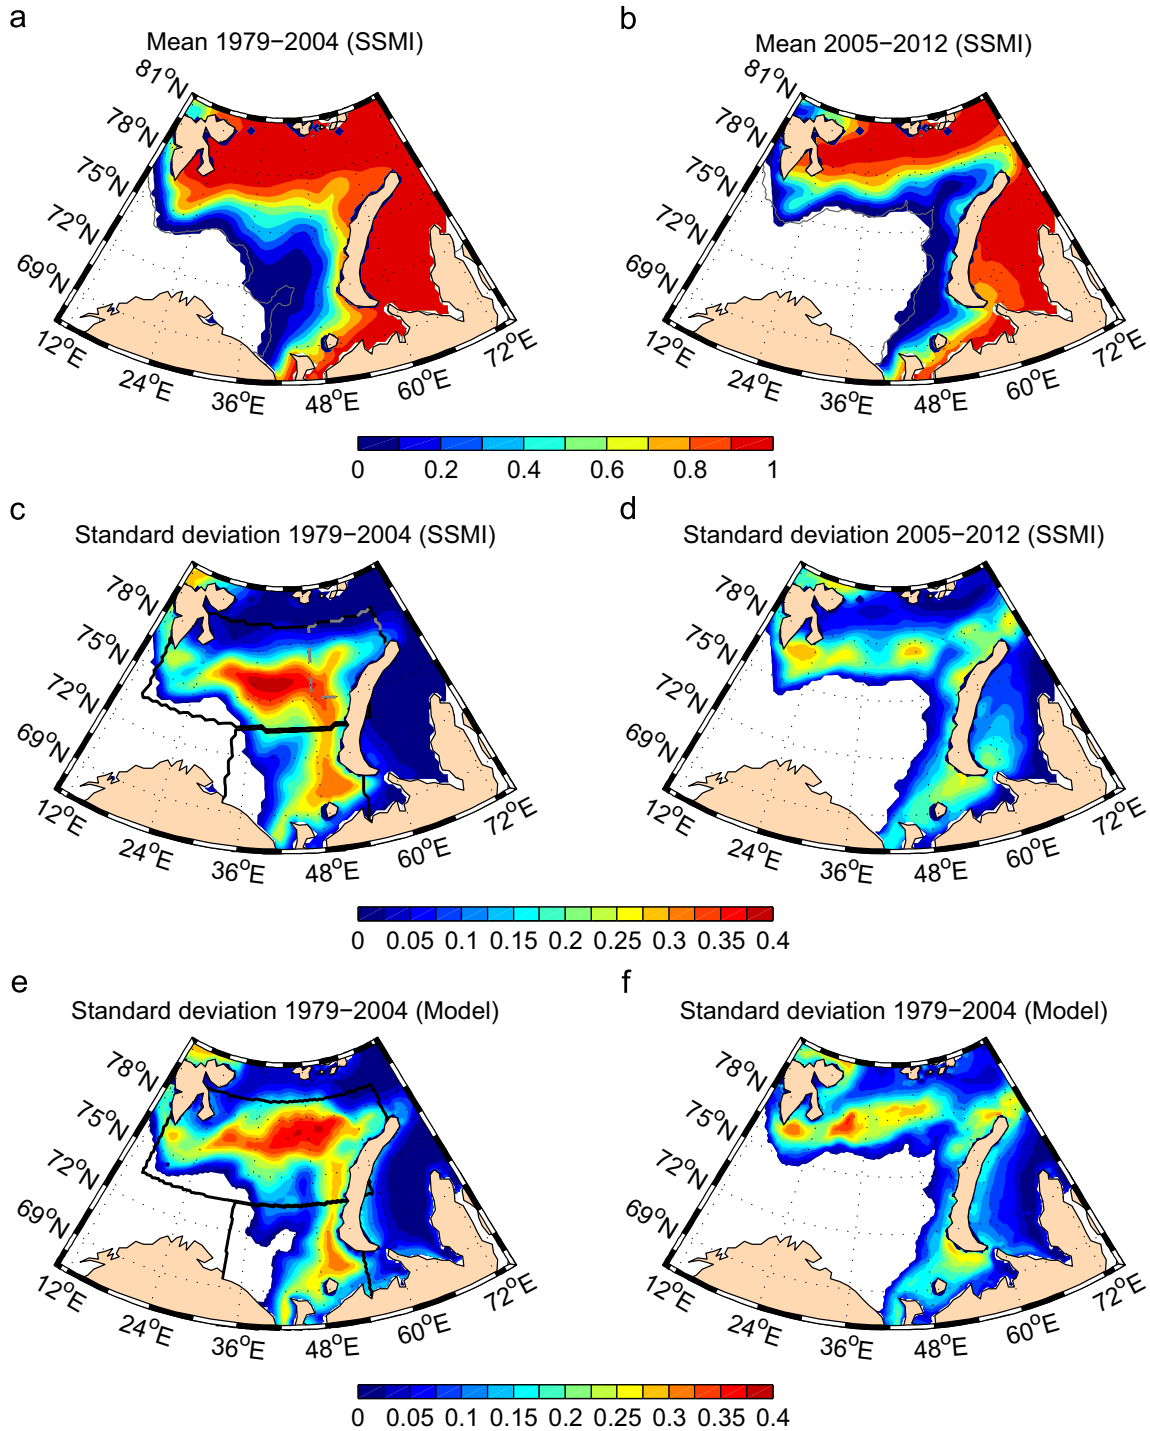 a
Mean 1979−2004 (SSMI)
81°N
78°N
75°N
72°N
69°N
12°E
24°E
36°E
48°E
60°E
72°E
b
Mean 2005−2012 (SSMI)
81°N
78°N
75°N
72°N
69°N
12°E
24°E
36°E
48°E
60°E
72°E
0 0.2 0.4 0.6 0.8 1
c
Standard deviation 1979−2004 (SSMI)
78°N
75°N
72°N
69°N
12°E
24°E
36°E
48°E
60°E
72°E
d
Standard deviation 2005−2012 (SSMI)
78°N
75°N
72°N
69°N
12°E
24°E
36°E
48°E
60°E
72°E
0 0.05 0.1 0.15 0.2 0.25 0.3 0.35 0.4
e
Standard deviation 1979−2004 (Model)
78°N
75°N
72°N
69°N
12°E
24°E
36°E
48°E
60°E
72°E
f
Standard deviation 1979−2004 (Model)
78°N
75°N
72°N
69°N
12°E
24°E
36°E
48°E
60°E
72°E
0 0.05 0.1 0.15 0.2 0.25 0.3 0.35 0.4